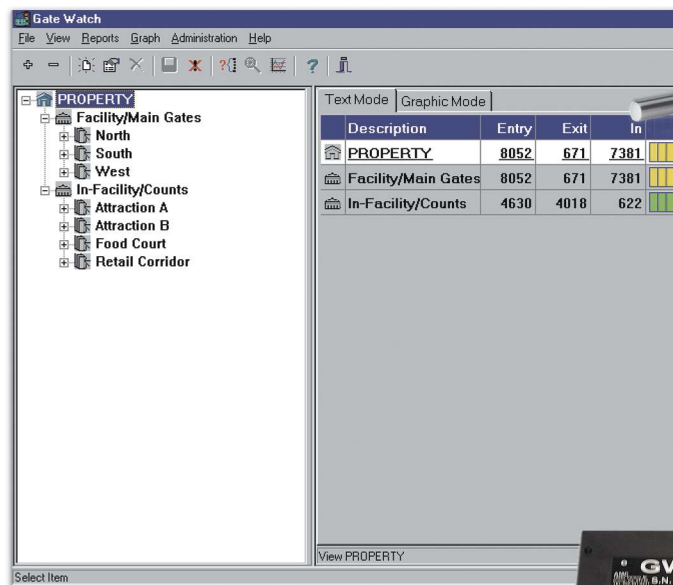 Gate Watch
File View Reports Graph Administration Help
PROPERTY
Facility/Main Gates
North
South
West
In-Facility/Counts
Attraction A
Attraction B
Food Court
Retail Corridor
Text Mode Graphic Mode
Description Entry Exit In
PROPERTY 8052 671 7381
Facility/Main Gates 8052 671 7381
In-Facility/Counts 4630 4018 622
View PROPERTY
Select Item
GW
S.N.